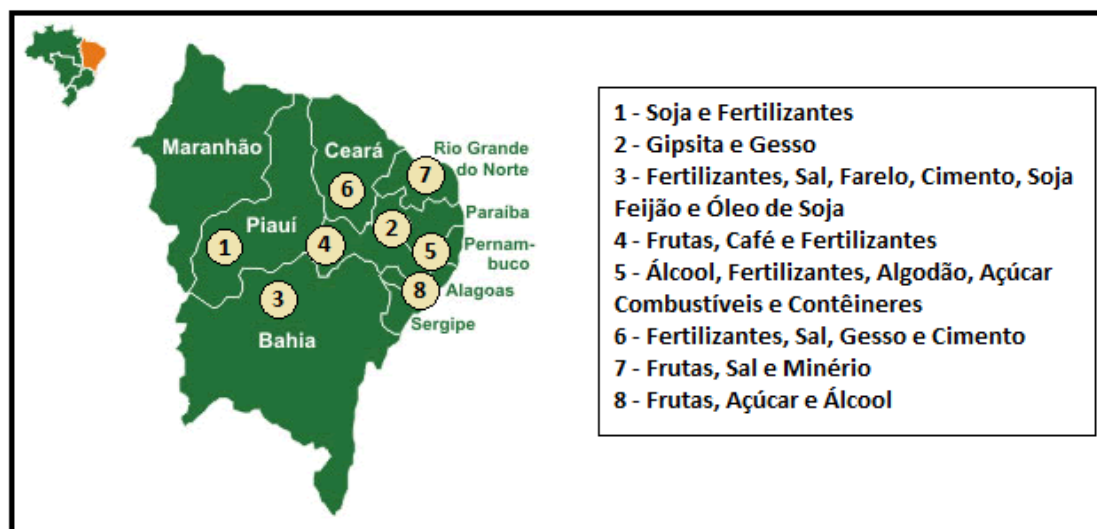 Maranhão
Ceará
Rio Grande
do Norte
6
7
Paraíba
Piauí
2
1
4
5
Pernam-
buco
3
8
Alagoas
Sergipe
Bahia
1 - Soja e Fertilizantes
2 - Gipsita e Gesso
3 - Fertilizantes, Sal, Farelo, Cimento, Soja
Feijão e Óleo de Soja
4 - Frutas, Café e Fertilizantes
5 - Álcool, Fertilizantes, Algodão, Açúcar
Combustíveis e Contêineres
6 - Fertilizantes, Sal, Gesso e Cimento
7 - Frutas, Sal e Minério
8 - Frutas, Açúcar e Álcool